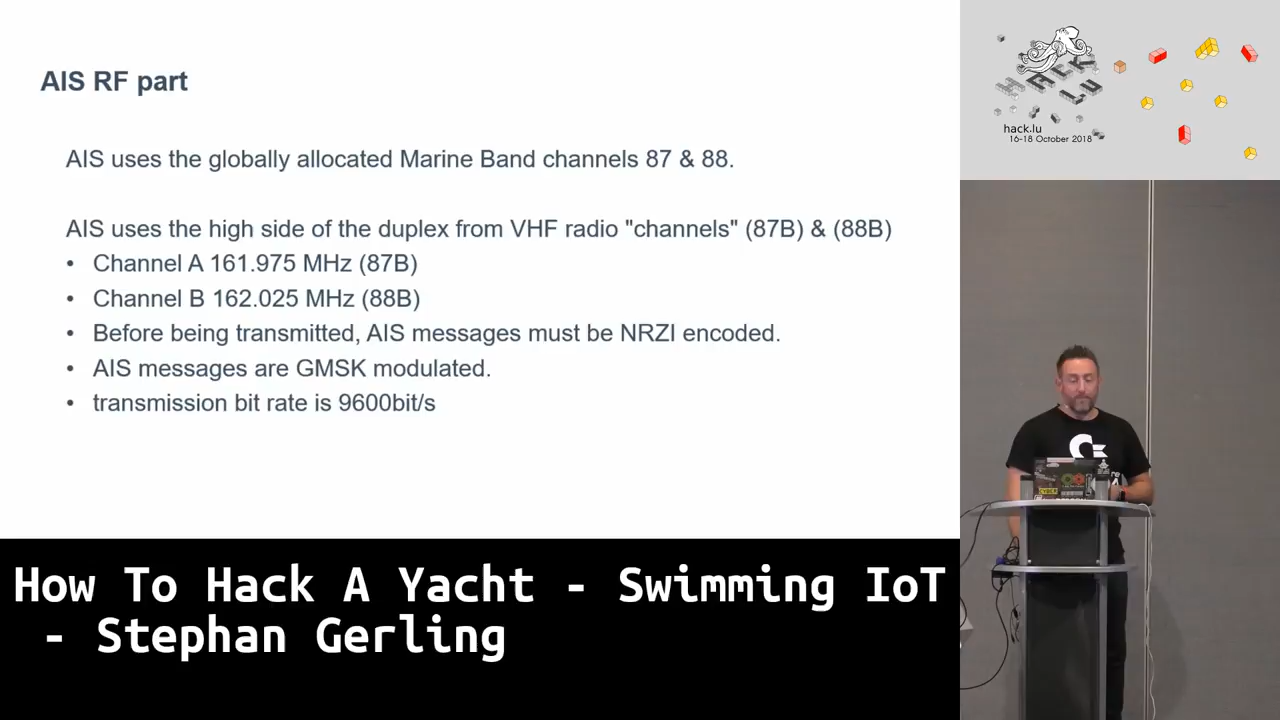 AIS RF part
AIS uses the globally allocated Marine Band channels 87 & 88.
AIS uses the high side of the duplex from VHF radio "channels" (87B) & (88B)
• Channel A 161.975 MHz (87B)
• Channel B 162.025 MHz (88B)
• Before being transmitted, AIS messages must be NRZI encoded.
• AIS messages are GMSK modulated.
• transmission bit rate is 9600bit/s
HACK
LU
hack.lu
16-18 October 2018
How To Hack A Yacht - Swimming IoT
- Stephan Gerling